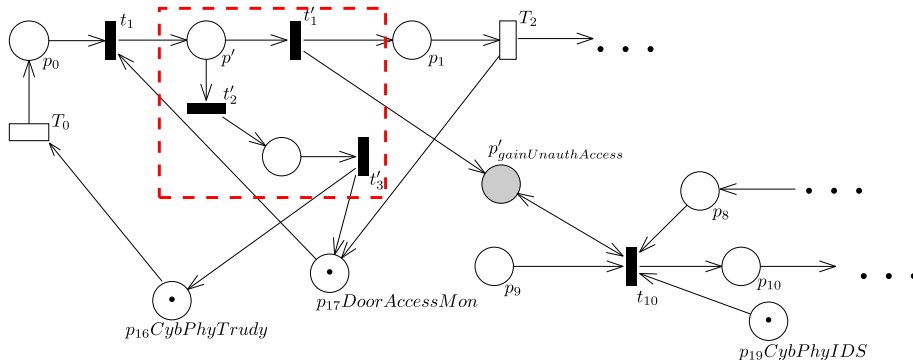 t₁
t′₁
T₂
. . .
p₀
p′
p₁
t′₂
T₀
p′gainUnauthAccess
t′₃
. . .
p₈
. . .
p₉
p₁₀
p₁₇DoorAccessMon
t₁₀
p₁₆CybPhyTrudy
p₁₉CybPhyIDS